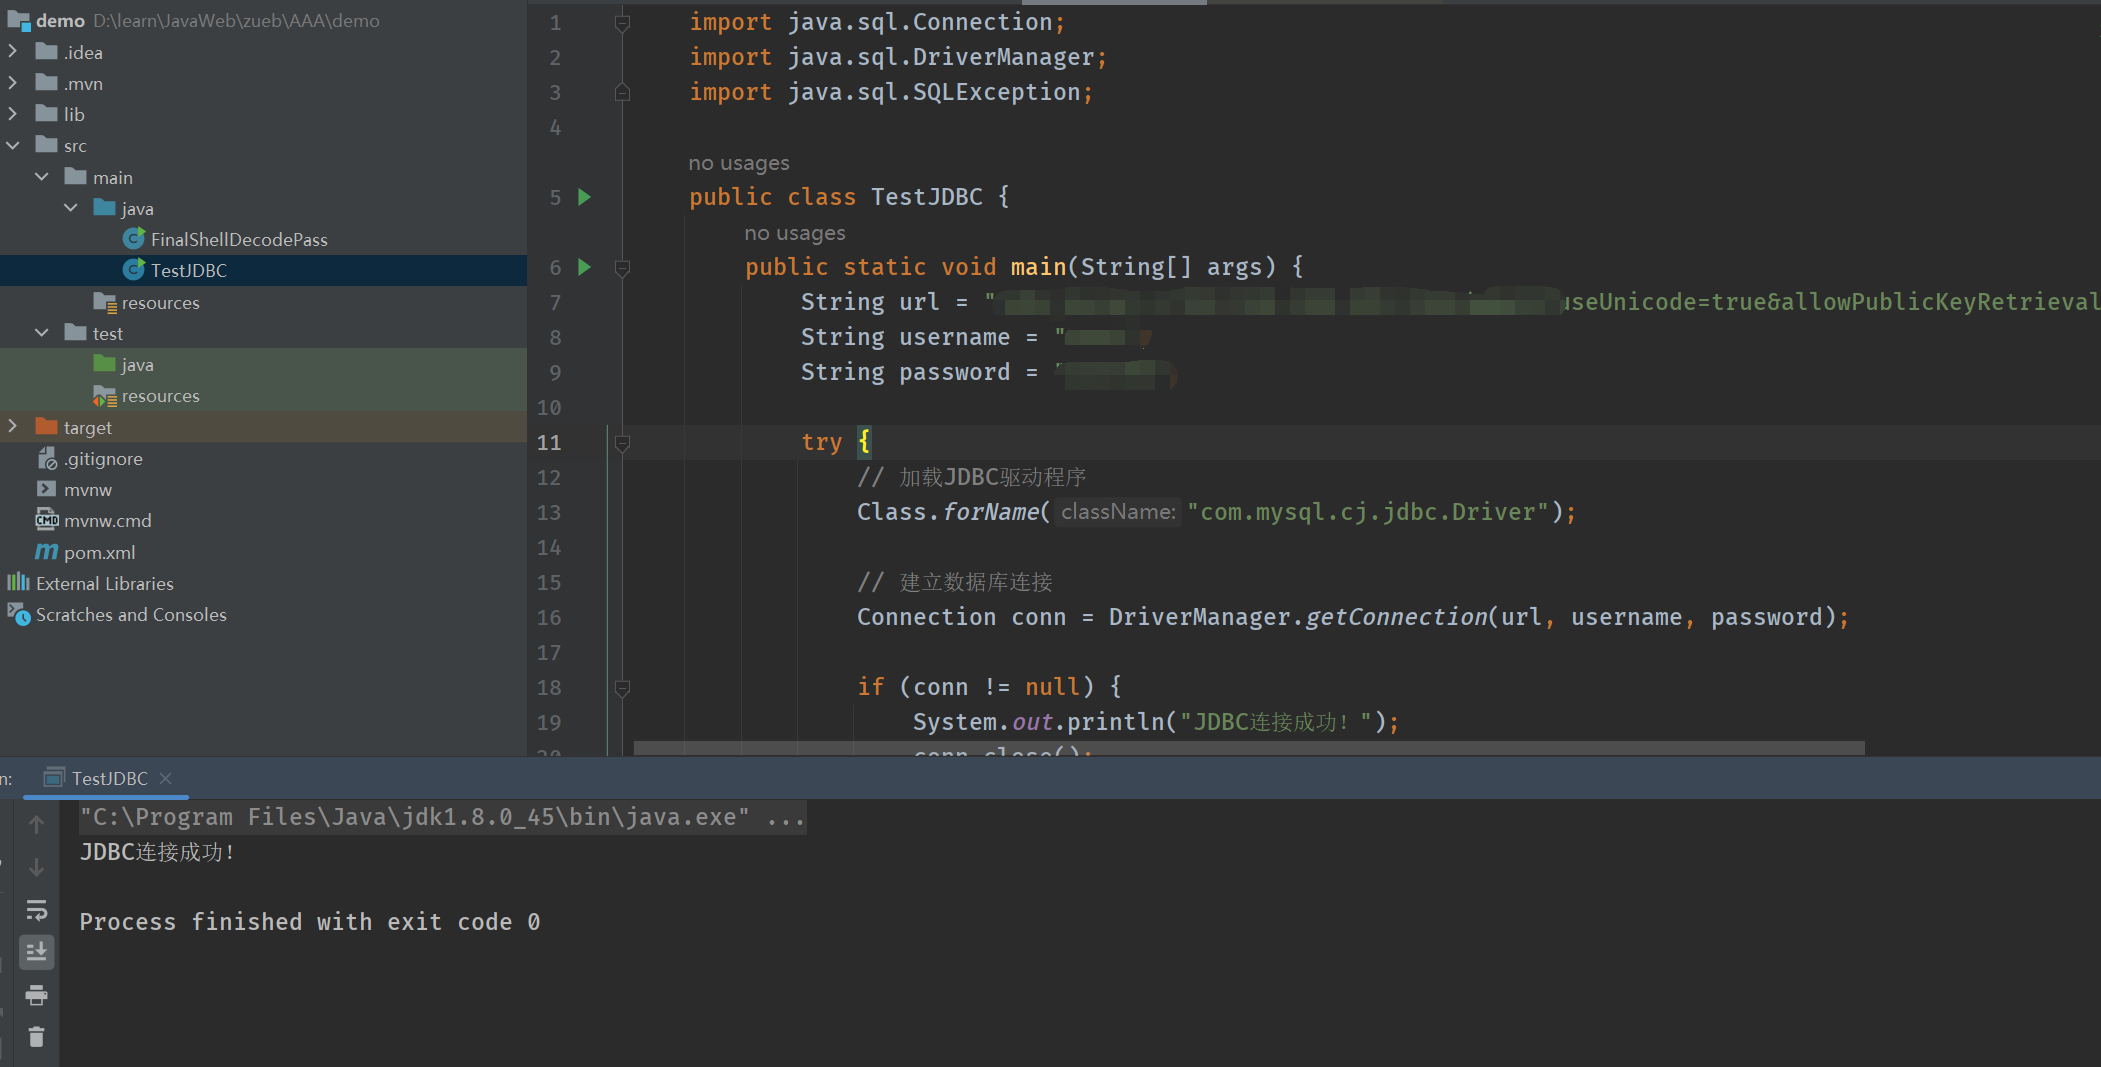 demo D:\learn\JavaWeb\zueb\AAA\demo
.idea
.mvn
lib
src
main
java
FinalShellDecodePass
TestJDBC
resources
test
java
resources
target
.gitignore
mvnw
mvnw.cmd
pom.xml
External Libraries
Scratches and Consoles
1 import java.sql.Connection;
2 import java.sql.DriverManager;
3 import java.sql.SQLException;
4
no usages
5 public class TestJDBC {
no usages
6 public static void main(String[] args) {
7 String url = "useUnicode=true&allowPublicKeyRetrieval
8 String username = "
9 String password = "
10
11 try {
12 // 加载JDBC驱动程序
13 Class.forName( className: "com.mysql.cj.jdbc.Driver");
14
15 // 建立数据库连接
16 Connection conn = DriverManager.getConnection(url, username, password);
17
18 if (conn != null) {
19 System.out.println("JDBC连接成功！");
20 conn.close();
n: TestJDBC
"C:\Program Files\Java\jdk1.8.0_45\bin\java.exe" ...
JDBC连接成功！
Process finished with exit code 0